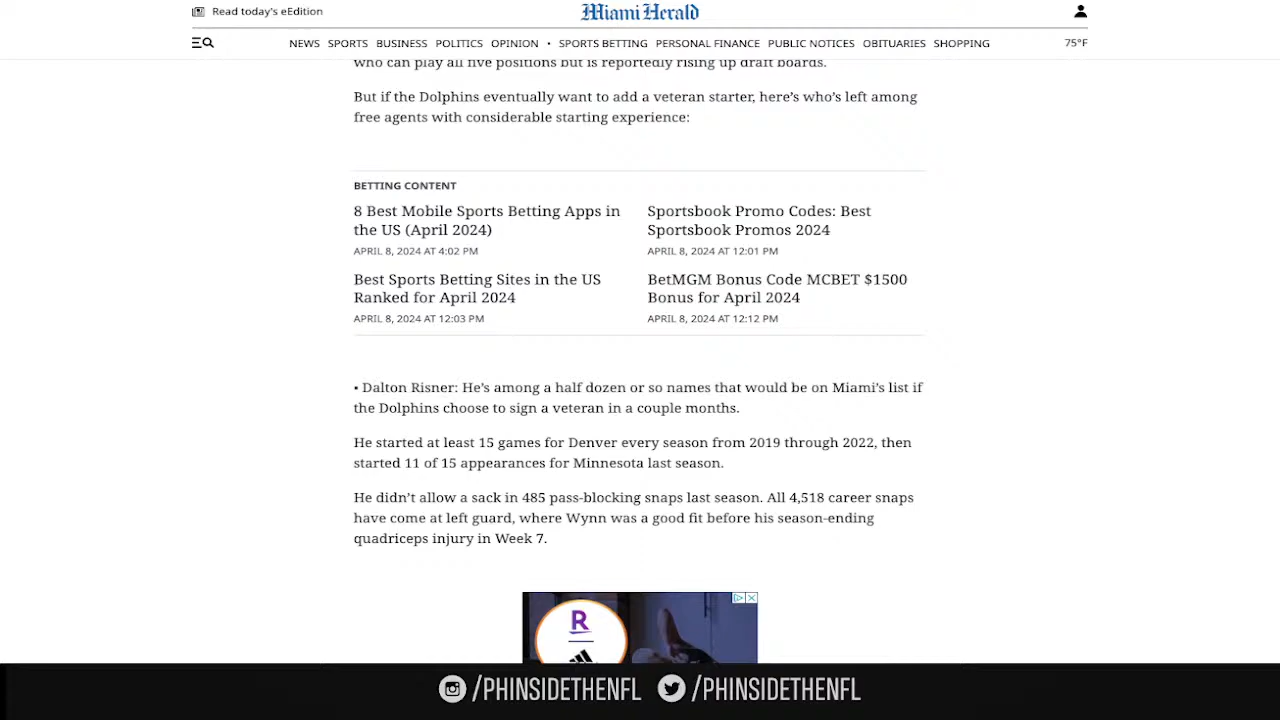 Read today's eEdition
Miami Herald
NEWS SPORTS BUSINESS POLITICS OPINION • SPORTS BETTING PERSONAL FINANCE PUBLIC NOTICES OBITUARIES SHOPPING
75°F
who can play all five positions but is reportedly rising up draft boards.
But if the Dolphins eventually want to add a veteran starter, here's who's left among
free agents with considerable starting experience:
BETTING CONTENT
8 Best Mobile Sports Betting Apps in
the US (April 2024)
APRIL 8, 2024 AT 4:02 PM
Sportsbook Promo Codes: Best
Sportsbook Promos 2024
APRIL 8, 2024 AT 12:01 PM
Best Sports Betting Sites in the US
Ranked for April 2024
APRIL 8, 2024 AT 12:03 PM
BetMGM Bonus Code MCBET $1500
Bonus for April 2024
APRIL 8, 2024 AT 12:12 PM
▪ Dalton Risner: He's among a half dozen or so names that would be on Miami's list if
the Dolphins choose to sign a veteran in a couple months.
He started at least 15 games for Denver every season from 2019 through 2022, then
started 11 of 15 appearances for Minnesota last season.
He didn't allow a sack in 485 pass-blocking snaps last season. All 4,518 career snaps
have come at left guard, where Wynn was a good fit before his season-ending
quadriceps injury in Week 7.
R
/PHINSIDETHENFL
/PHINSIDETHENFL